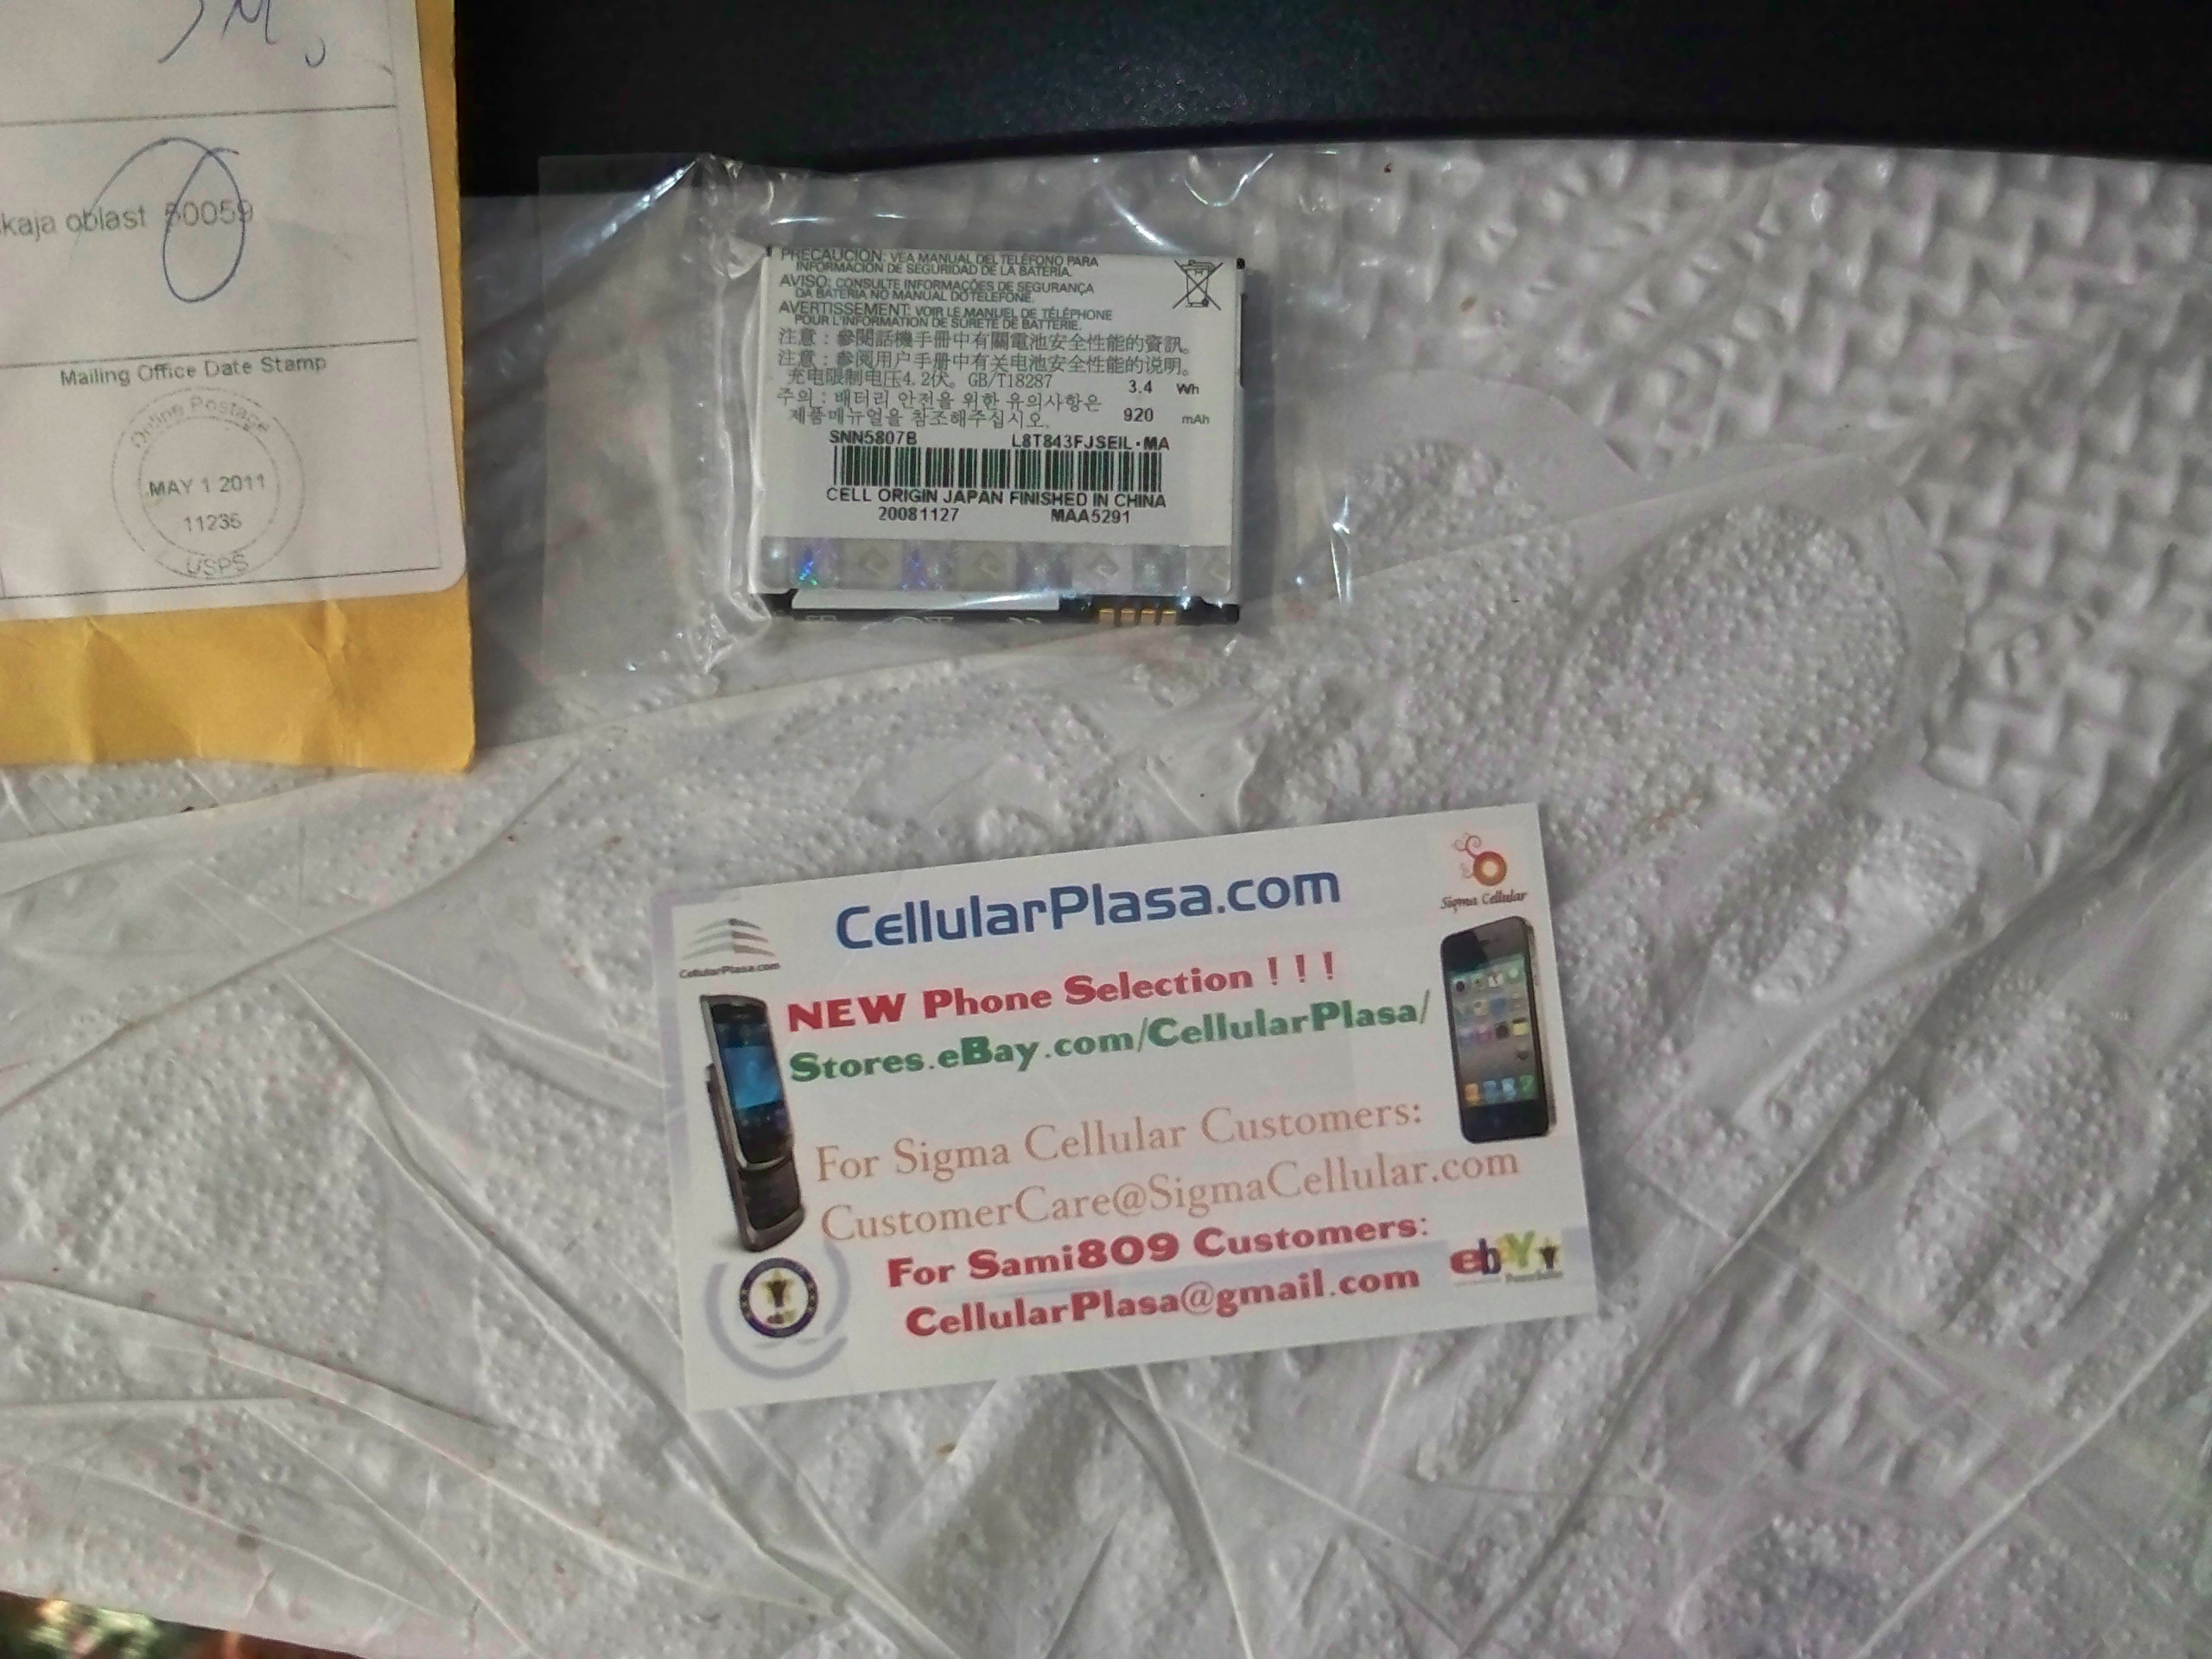 kaja oblast 50059
Mailing Office Date Stamp
Online Postage
MAY 1 2011
11235
USPS
PRECAUCIÓN: VEA MANUAL DEL TELÉFONO PARA
INFORMACIÓN DE SEGURIDAD DE LA BATERÍA.
AVISO: CONSULTE INFORMAÇÕES DE SEGURANÇA
DA BATERIA NO MANUAL DO TELEFONE.
AVERTISSEMENT: VOIR LE MANUEL DE TÉLÉPHONE
POUR L'INFORMATION DE SÛRETÉ DE BATTERIE.
注意：參閱話機手冊中有關電池安全性能的資訊。
注意：参阅用户手册中有关电池安全性能的说明。
充电限制电压4.2伏。GB/T18287
3.4 Wh
주의：배터리 안전을 위한 유의사항은
제품매뉴얼을 참조해주십시오.
920 mAh
SNN5807B L8T843FJSEIL·MA
CELL ORIGIN JAPAN FINISHED IN CHINA
20081127 MAA5291
CellularPlasa.com
Sigma Cellular
CellularPlasa.com
NEW Phone Selection ! ! !
Stores.eBay.com/CellularPlasa/
For Sigma Cellular Customers:
CustomerCare@SigmaCellular.com
For Sami809 Customers:
CellularPlasa@gmail.com
ebY